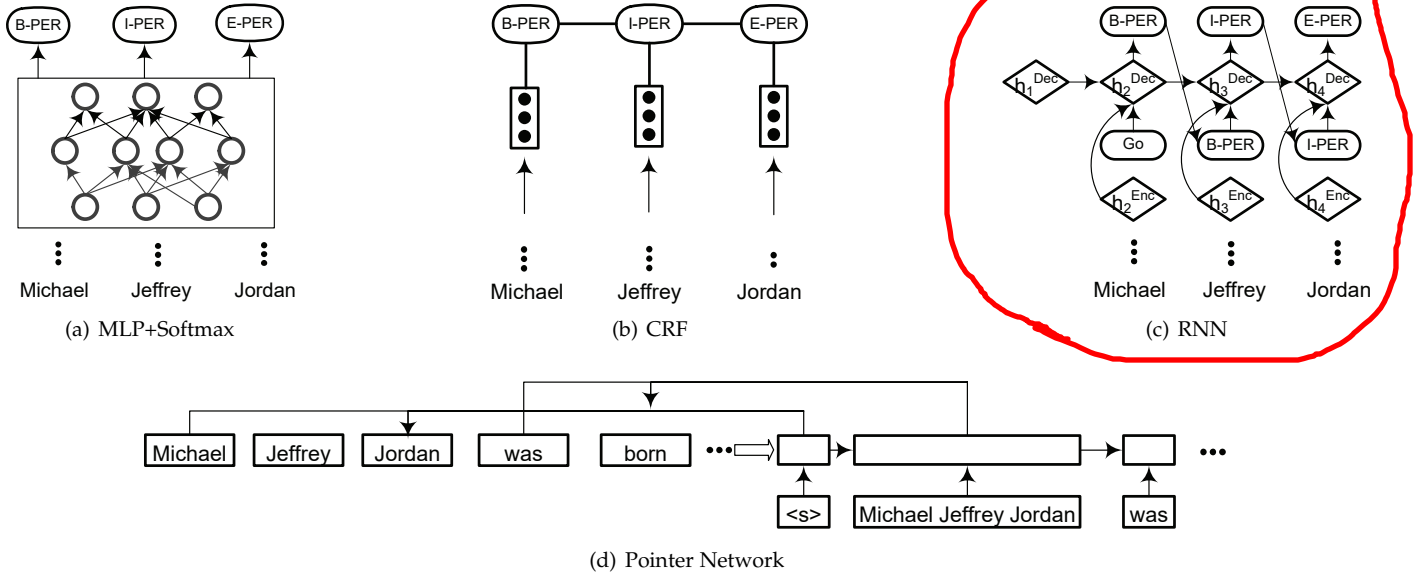 B-PER I-PER E-PER
Michael Jeffrey Jordan
(a) MLP+Softmax
B-PER I-PER E-PER
Michael Jeffrey Jordan
(b) CRF
B-PER I-PER E-PER
h₁^Dec h₂^Dec h₃^Dec h₄^Dec
Go B-PER I-PER
h₂^Enc h₃^Enc h₄^Enc
Michael Jeffrey Jordan
(c) RNN
Michael Jeffrey Jordan was born
<s> Michael Jeffrey Jordan was
(d) Pointer Network